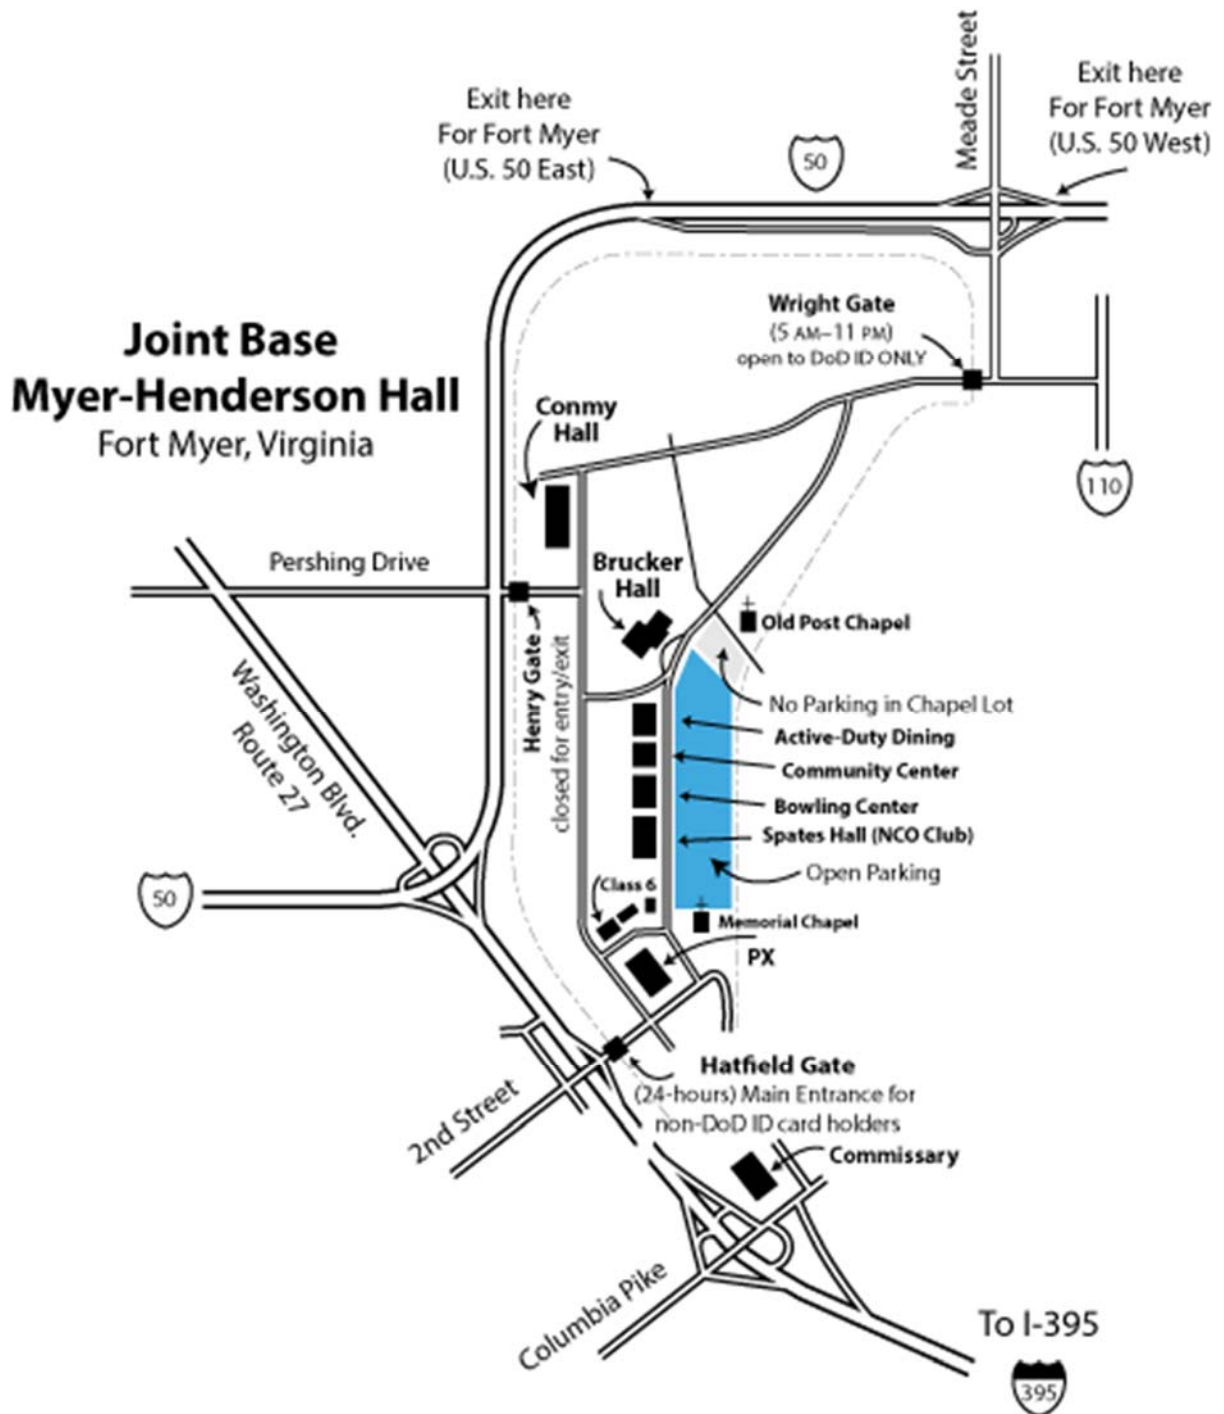 Meade Street
Exit here
For Fort Myer
(U.S. 50 East)
50
Exit here
For Fort Myer
(U.S. 50 West)
Wright Gate
(5 AM–11 PM)
open to DoD ID ONLY
Joint Base
Myer-Henderson Hall
Fort Myer, Virginia
Conmy
Hall
110
Pershing Drive
Brucker
Hall
Old Post Chapel
Henry Gate
closed for entry/exit
Washington Blvd.
Route 27
No Parking in Chapel Lot
Active-Duty Dining
Community Center
Bowling Center
Spates Hall (NCO Club)
Open Parking
50
Class 6
Memorial Chapel
PX
Hatfield Gate
(24-hours) Main Entrance for
non-DoD ID card holders
2nd Street
Commissary
Columbia Pike
To I-395
395